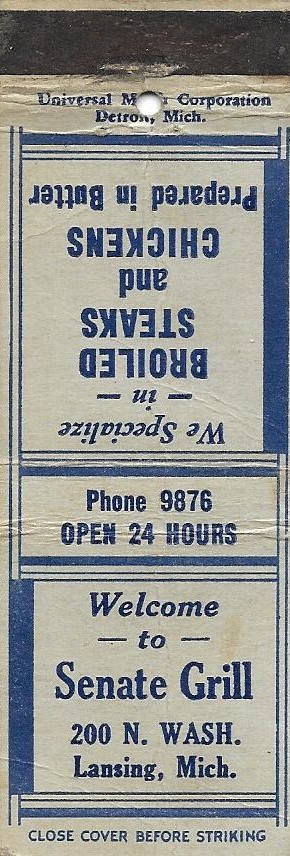 Universal Corporation
Detroit, Mich.
We Specialize
— in —
BROILED
STEAKS
and
CHICKENS
Prepared in Butter
Phone 9876
OPEN 24 HOURS
Welcome
— to —
Senate Grill
200 N. WASH.
Lansing, Mich.
CLOSE COVER BEFORE STRIKING